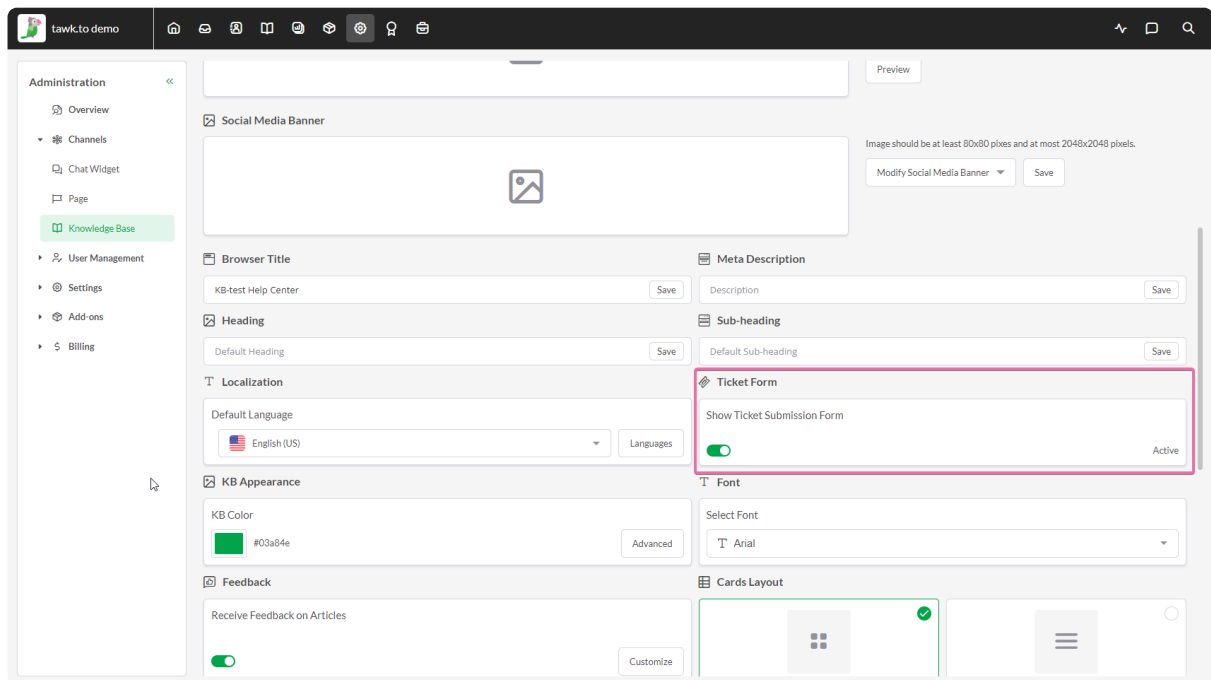 tawk.to demo
Administration
Overview
Channels
Chat Widget
Page
Knowledge Base
User Management
Settings
Add-ons
Billing
Preview
Social Media Banner
Image should be at least 80x80 pixes and at most 2048x2048 pixels.
Modify Social Media Banner
Save
Browser Title
Meta Description
KB-test Help Center
Save
Description
Save
Heading
Sub-heading
Default Heading
Save
Default Sub-heading
Save
Localization
Ticket Form
Default Language
Show Ticket Submission Form
English (US)
Languages
Active
KB Appearance
Font
KB Color
Select Font
#03a84e
Advanced
Arial
Feedback
Cards Layout
Receive Feedback on Articles
Customize